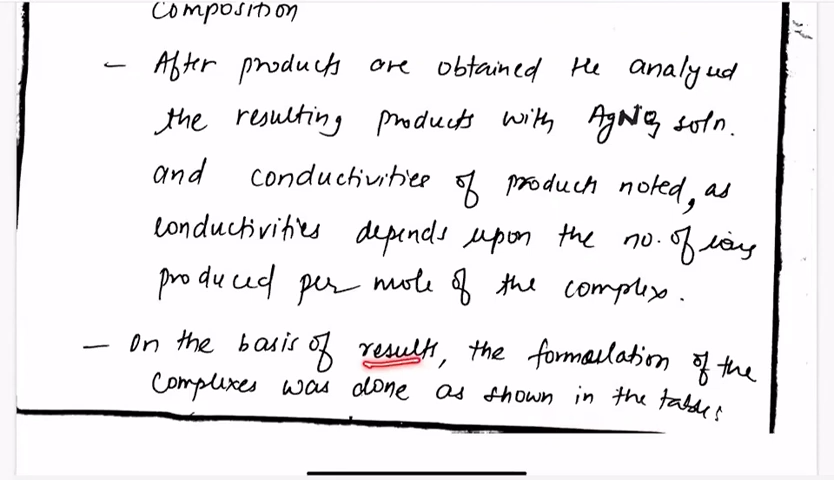 Composition
- After products are obtained He analysed
the resulting products with AgNO3 soln.
and conductivities of product noted, as
conductivities depends upon the no. of ions
produced per mole of the complex.
- On the basis of results, the formulation of the
Complexes was done as shown in the table: